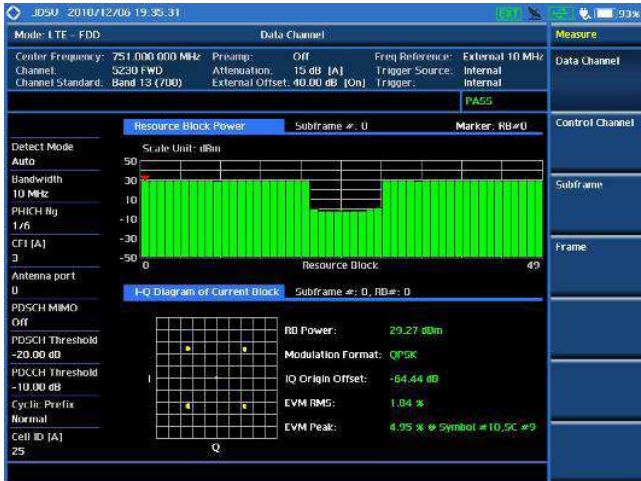 JDSU 2010/12/06 19:35:31
EXT
93%
Mode: LTE - FDD
Data Channel
Measure
Center Frequency: 751.000 000 MHz
Preamp: Off
Freq Reference: External 10 MHz
Channel: 5230 FWD
Attenuation: 15 dB [A]
Trigger Source: Internal
Channel Standard: Band 13 (700)
External Offset: 40.00 dB [On]
Trigger: Internal
PASS
Data Channel
Control Channel
Subframe
Frame
Resource Block Power
Subframe #: 0
Marker: RB#0
Detect Mode
Auto
Bandwidth
10 MHz
PHICH Ng
1/6
CFI [A]
3
Antenna port
0
PDSCH MIMO
Off
PDSCH Threshold
-20.00 dB
PDCCH Threshold
-10.00 dB
Cyclic Prefix
Normal
Cell ID [A]
25
Scale Unit: dBm
50
30
10
-10
-30
-50
0
Resource Block
49
I-Q Diagram of Current Block
Subframe #: 0, RB#: 0
I
Q
RB Power: 29.27 dBm
Modulation Format: QPSK
IQ Origin Offset: -64.44 dB
EVM RMS: 1.04 %
EVM Peak: 4.95 % @ Symbol #10,SC #9